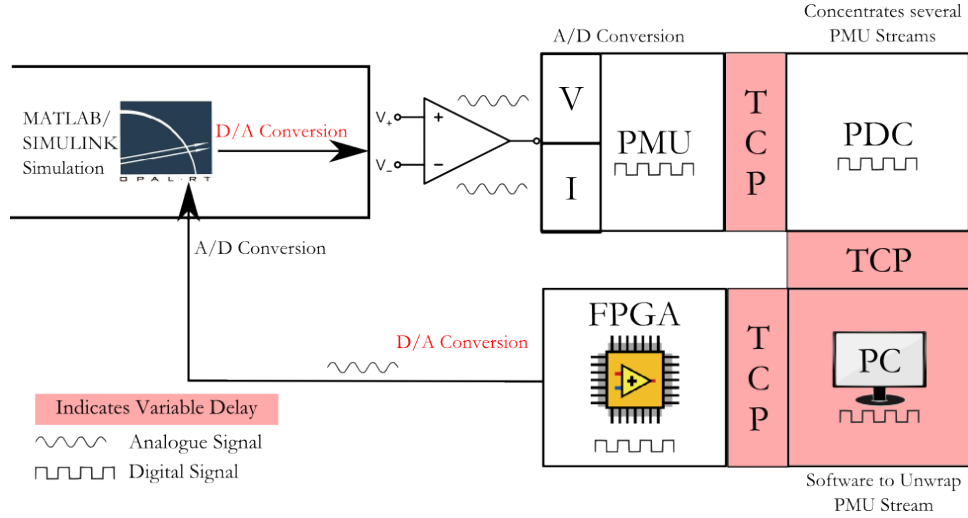 Concentrates several
PMU Streams
A/D Conversion
MATLAB/
SIMULINK
Simulation
OPAL-RT
D/A Conversion
V+
V-
+
-
V
I
PMU
T
C
P
PDC
A/D Conversion
TCP
D/A Conversion
FPGA
+
T
C
P
PC
Indicates Variable Delay
Analogue Signal
Digital Signal
Software to Unwrap
PMU Stream